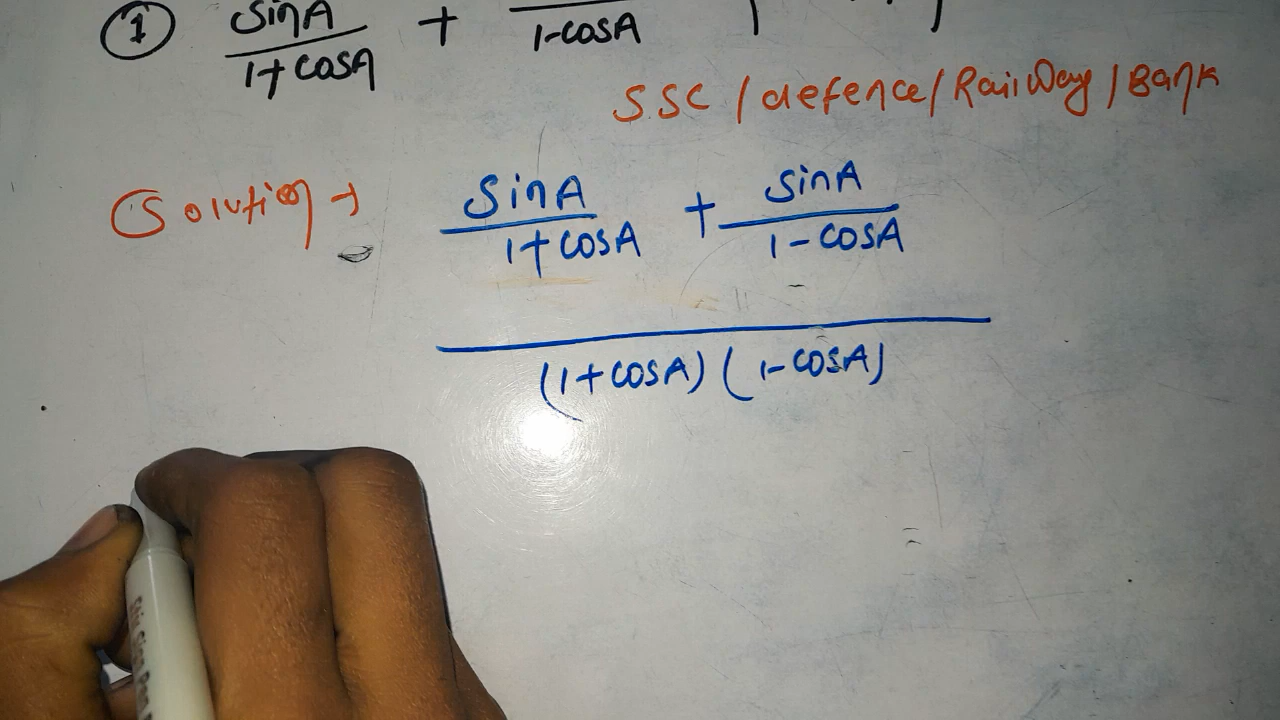 ① sinA/1+cosA + /1-cosA
SSC / defence / Railway / Bank
Solution → sinA/1+cosA + sinA/1-cosA
(1+cosA) (1-cosA)